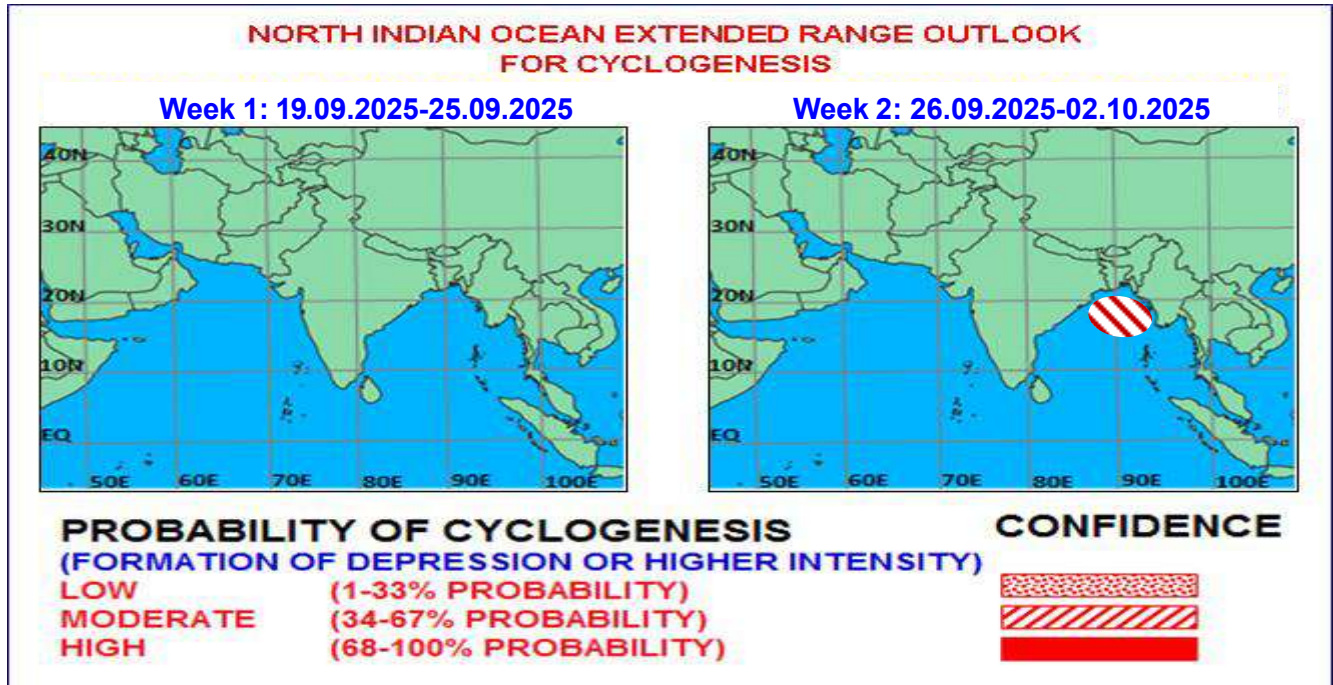 NORTH INDIAN OCEAN EXTENDED RANGE OUTLOOK
FOR CYCLOGENESIS
Week 1: 19.09.2025-25.09.2025
40N
30N
20N
10N
EQ
50E 60E 70E 80E 90E 100E
Week 2: 26.09.2025-02.10.2025
40N
30N
20N
10N
EQ
50E 60E 70E 80E 90E 100E
PROBABILITY OF CYCLOGENESIS CONFIDENCE
(FORMATION OF DEPRESSION OR HIGHER INTENSITY)
LOW (1-33% PROBABILITY)
MODERATE (34-67% PROBABILITY)
HIGH (68-100% PROBABILITY)